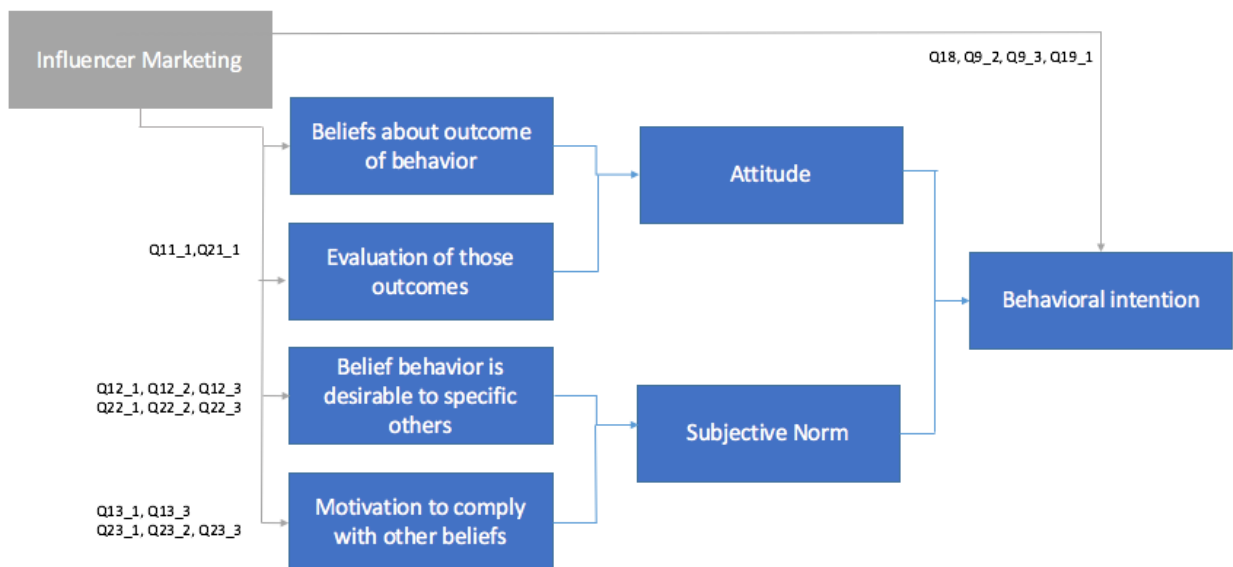 Influencer Marketing
Q18, Q9_2, Q9_3, Q19_1
Beliefs about outcome
of behavior
Attitude
Q11_1,Q21_1
Evaluation of those
outcomes
Behavioral intention
Q12_1, Q12_2, Q12_3
Q22_1, Q22_2, Q22_3
Belief behavior is
desirable to specific
others
Subjective Norm
Q13_1, Q13_3
Q23_1, Q23_2, Q23_3
Motivation to comply
with other beliefs